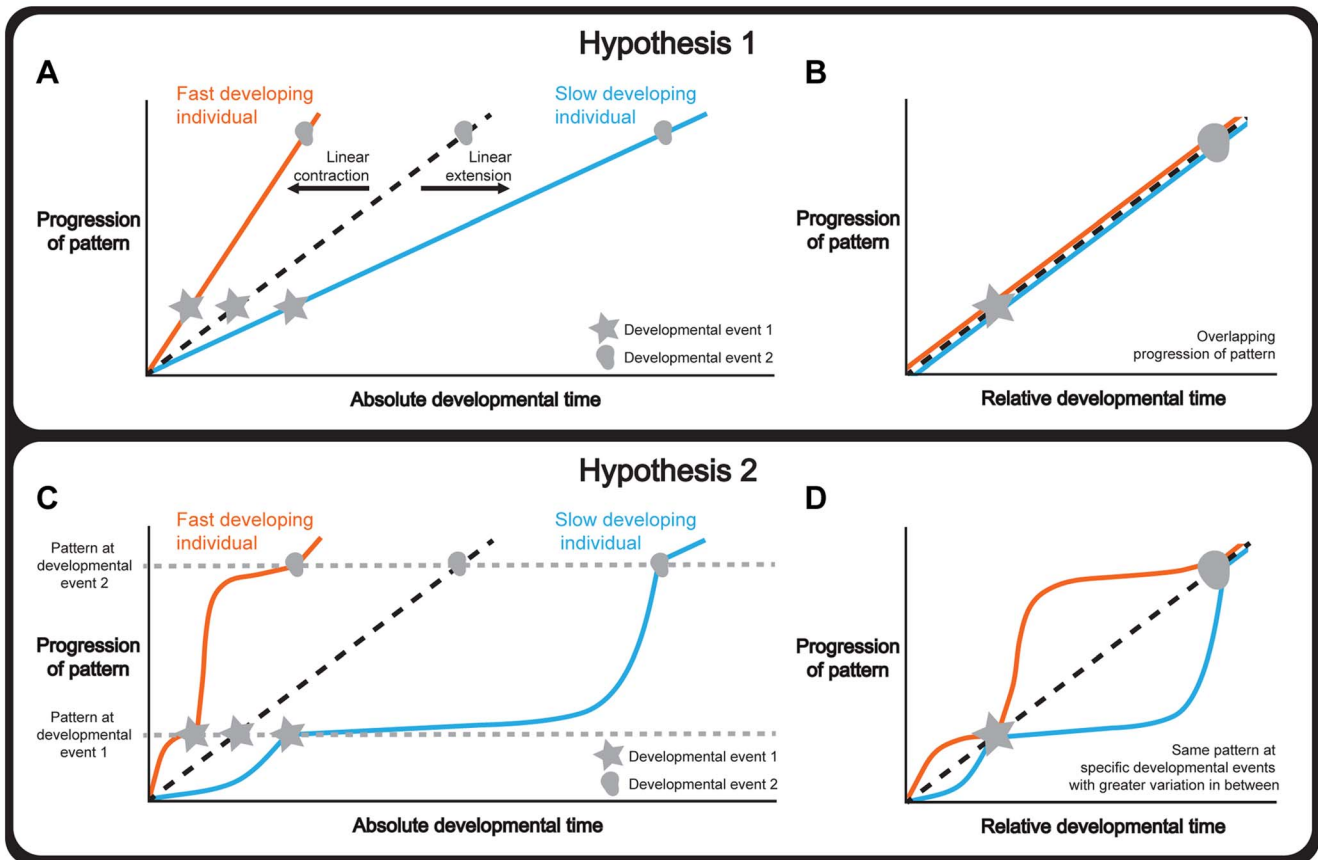 Hypothesis 1
A
Fast developing
individual
Slow developing
individual
Linear
contraction
Linear
extension
Progression
of pattern
Developmental event 1
Developmental event 2
Absolute developmental time
B
Progression
of pattern
Overlapping
progression of pattern
Relative developmental time
Hypothesis 2
C
Fast developing
individual
Slow developing
individual
Pattern at
developmental
event 2
Progression
of pattern
Pattern at
developmental
event 1
Developmental event 1
Developmental event 2
Absolute developmental time
D
Progression
of pattern
Same pattern at
specific developmental events
with greater variation in between
Relative developmental time